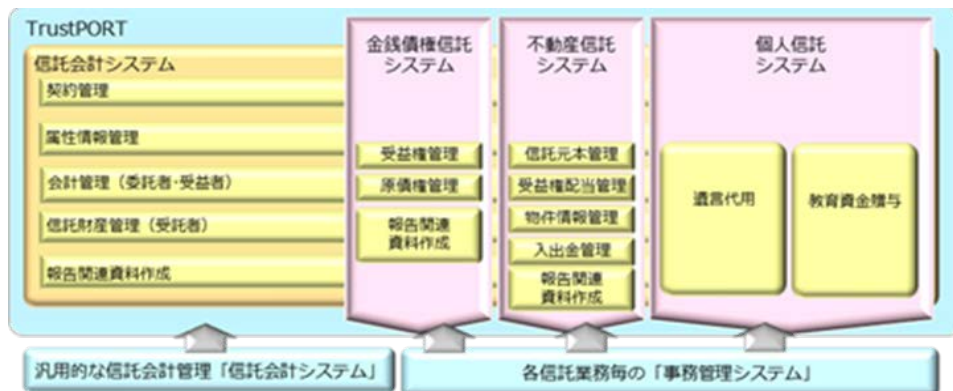 TrustPORT
信託会計システム
契約管理
属性情報管理
会計管理（委託者･受益者）
信託財産管理（受託者）
報告関連資料作成
金銭債権信託
システム
受益権管理
原債権管理
報告関連
資料作成
不動産信託
システム
信託元本管理
受益権配当管理
物件情報管理
入出金管理
報告関連
資料作成
個人信託
システム
遺言代用
教育資金贈与
汎用的な信託会計管理「信託会計システム」
各信託業務毎の「事務管理システム」